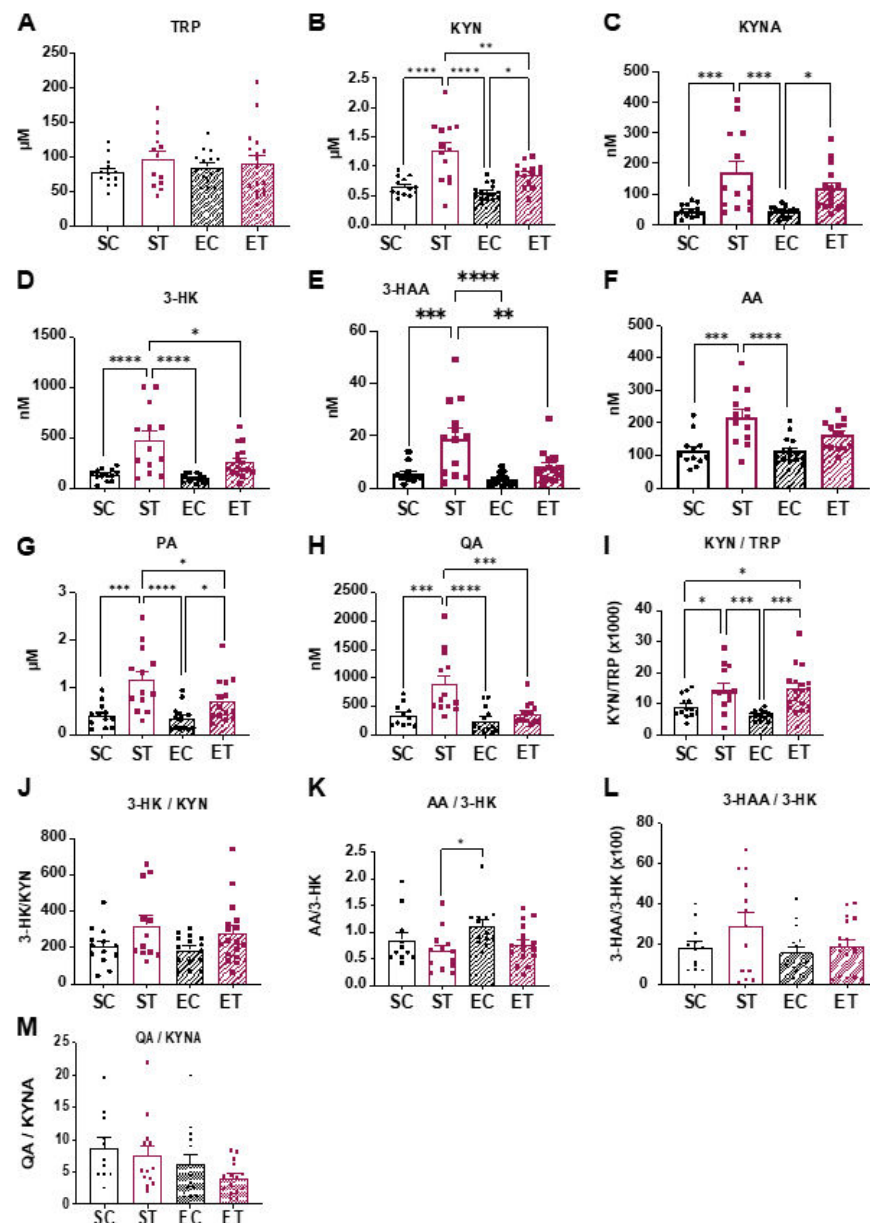 A
TRP
µM
250
200
150
100
50
0
SC ST EC ET
B
KYN
**
**** **** *
µM
2.5
2.0
1.5
1.0
0.5
0.0
SC ST EC ET
C
KYNA
*** *** *
nM
500
400
300
200
100
0
SC ST EC ET
D
3-HK
*
**** ****
nM
1500
1000
500
0
SC ST EC ET
E
3-HAA
****
*** **
nM
60
40
20
0
SC ST EC ET
F
AA
*** ****
nM
500
400
300
200
100
0
SC ST EC ET
G
PA
*
*** **** *
µM
3
2
1
0
SC ST EC ET
H
QA
***
*** ****
nM
2500
2000
1500
1000
500
0
SC ST EC ET
I
KYN / TRP
*
* *** ***
KYN/TRP (x1000)
40
30
20
10
0
SC ST EC ET
J
3-HK / KYN
3-HK/KYN
800
600
400
200
0
SC ST EC ET
K
AA / 3-HK
*
AA/3-HK
2.5
2.0
1.5
1.0
0.5
0.0
SC ST EC ET
L
3-HAA / 3-HK
3-HAA/3-HK (x100)
80
60
40
20
0
SC ST EC ET
M
QA / KYNA
QA / KYNA
25
20
15
10
5
0
SC ST EC ET